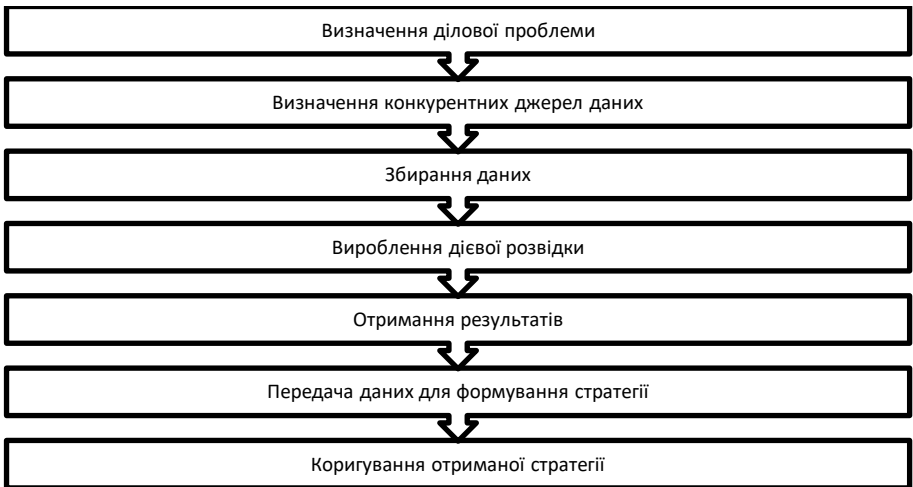 Визначення ділової проблеми
Визначення конкурентних джерел даних
Збирання даних
Вироблення дієвої розвідки
Отримання результатів
Передача даних для формування стратегії
Коригування отриманої стратегії